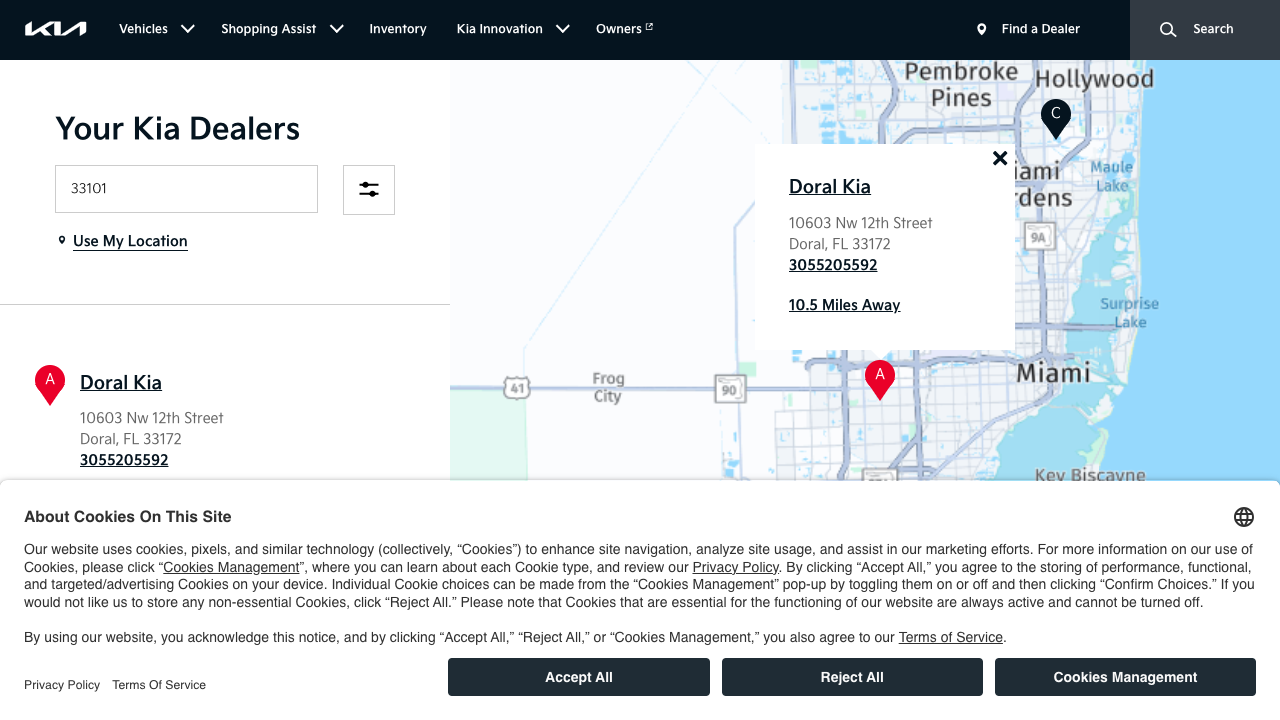 KIA
Vehicles
Shopping Assist
Inventory
Kia Innovation
Owners
Find a Dealer
Search
Your Kia Dealers
33101
Use My Location
A
Doral Kia
10603 Nw 12th Street
Doral, FL 33172
3055205592
Pembroke
Pines
Hollywood
C
Doral Kia
10603 Nw 12th Street
Doral, FL 33172
3055205592
10.5 Miles Away
Maule
Lake
9A
Surprise
Lake
41
Frog
City
90
A
Miami
Key Biscayne
About Cookies On This Site
Our website uses cookies, pixels, and similar technology (collectively, “Cookies”) to enhance site navigation, analyze site usage, and assist in our marketing efforts. For more information on our use of
Cookies, please click “Cookies Management”, where you can learn about each Cookie type, and review our Privacy Policy. By clicking “Accept All,” you agree to the storing of performance, functional,
and targeted/advertising Cookies on your device. Individual Cookie choices can be made from the “Cookies Management” pop-up by toggling them on or off and then clicking “Confirm Choices.” If you
would not like us to store any non-essential Cookies, click “Reject All.” Please note that Cookies that are essential for the functioning of our website are always active and cannot be turned off.
By using our website, you acknowledge this notice, and by clicking “Accept All,” “Reject All,” or “Cookies Management,” you also agree to our Terms of Service.
Privacy Policy
Terms Of Service
Accept All
Reject All
Cookies Management